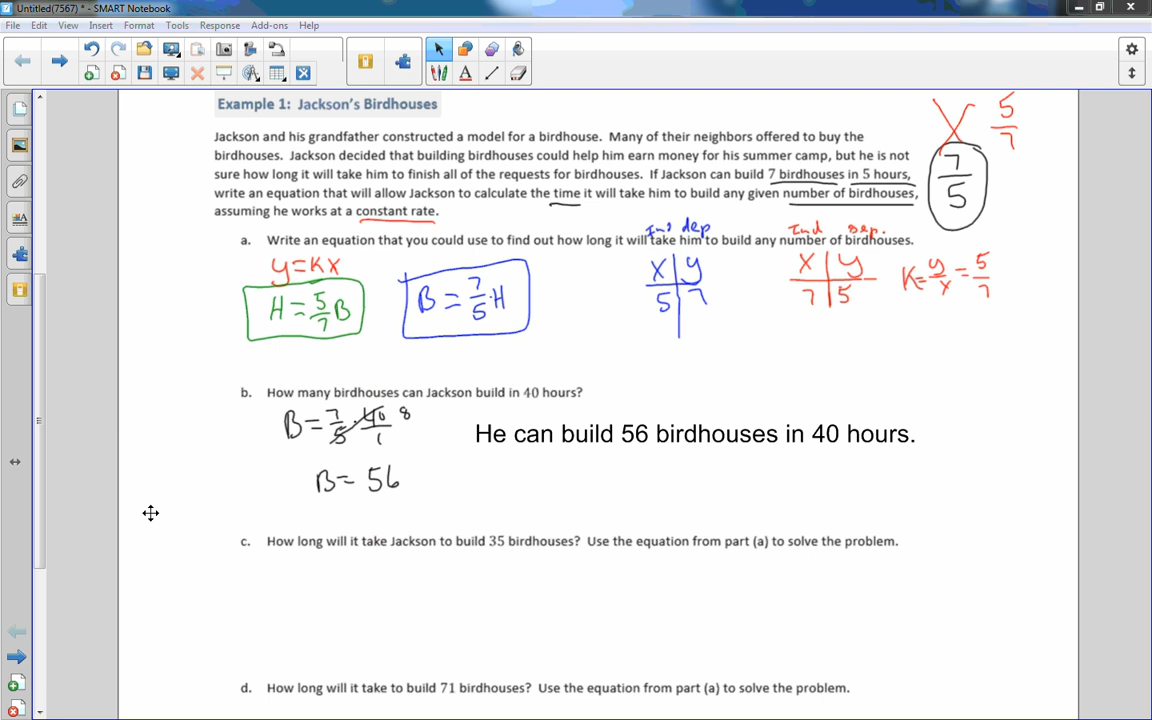 Untitled(7567) * - SMART Notebook
File Edit View Insert Format Tools Response Add-ons Help
Example 1: Jackson's Birdhouses
X 5/7
Jackson and his grandfather constructed a model for a birdhouse. Many of their neighbors offered to buy the
birdhouses. Jackson decided that building birdhouses could help him earn money for his summer camp, but he is not
sure how long it will take him to finish all of the requests for birdhouses. If Jackson can build 7 birdhouses in 5 hours,
write an equation that will allow Jackson to calculate the time it will take him to build any given number of birdhouses,
assuming he works at a constant rate.
7/5
a. Write an equation that you could use to find out how long it will take him to build any number of birdhouses.
Ind dep
Ind dep.
y=Kx
H = 5/7 B
B = 7/5 · H
X y
5 7
X y
7 5
K = y/x = 5/7
b. How many birdhouses can Jackson build in 40 hours?
B = 7/5 · 40/1 8
B = 56
He can build 56 birdhouses in 40 hours.
c. How long will it take Jackson to build 35 birdhouses? Use the equation from part (a) to solve the problem.
d. How long will it take to build 71 birdhouses? Use the equation from part (a) to solve the problem.